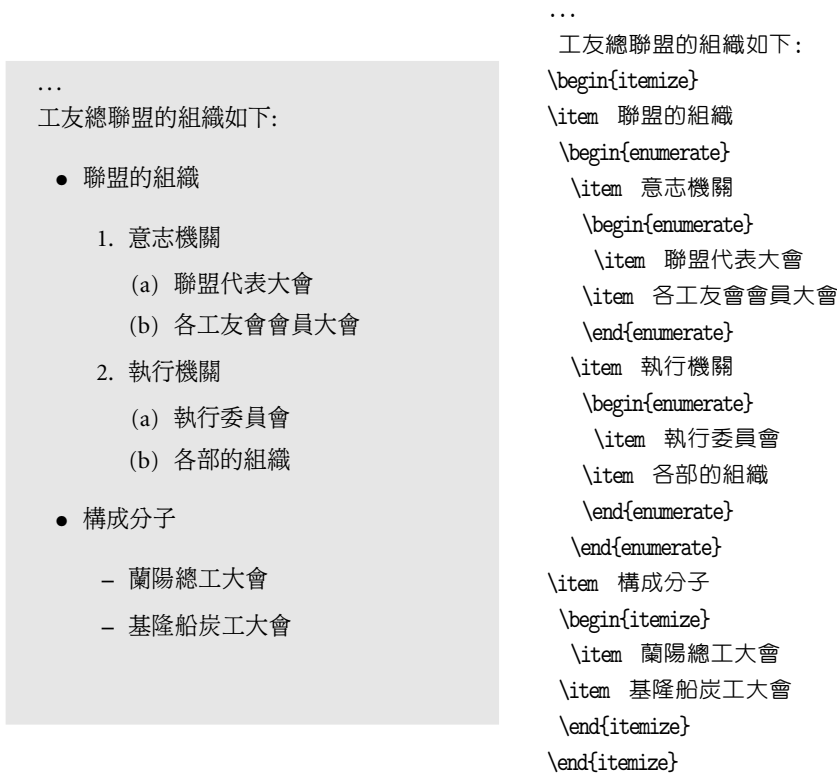 ...
工友總聯盟的組織如下:
• 聯盟的組織
1. 意志機關
(a) 聯盟代表大會
(b) 各工友會會員大會
2. 執行機關
(a) 執行委員會
(b) 各部的組織
• 構成分子
– 蘭陽總工大會
– 基隆船炭工大會
...
工友總聯盟的組織如下:
\begin{itemize}
\item 聯盟的組織
\begin{enumerate}
\item 意志機關
\begin{enumerate}
\item 聯盟代表大會
\item 各工友會會員大會
\end{enumerate}
\item 執行機關
\begin{enumerate}
\item 執行委員會
\item 各部的組織
\end{enumerate}
\end{enumerate}
\item 構成分子
\begin{itemize}
\item 蘭陽總工大會
\item 基隆船炭工大會
\end{itemize}
\end{itemize}